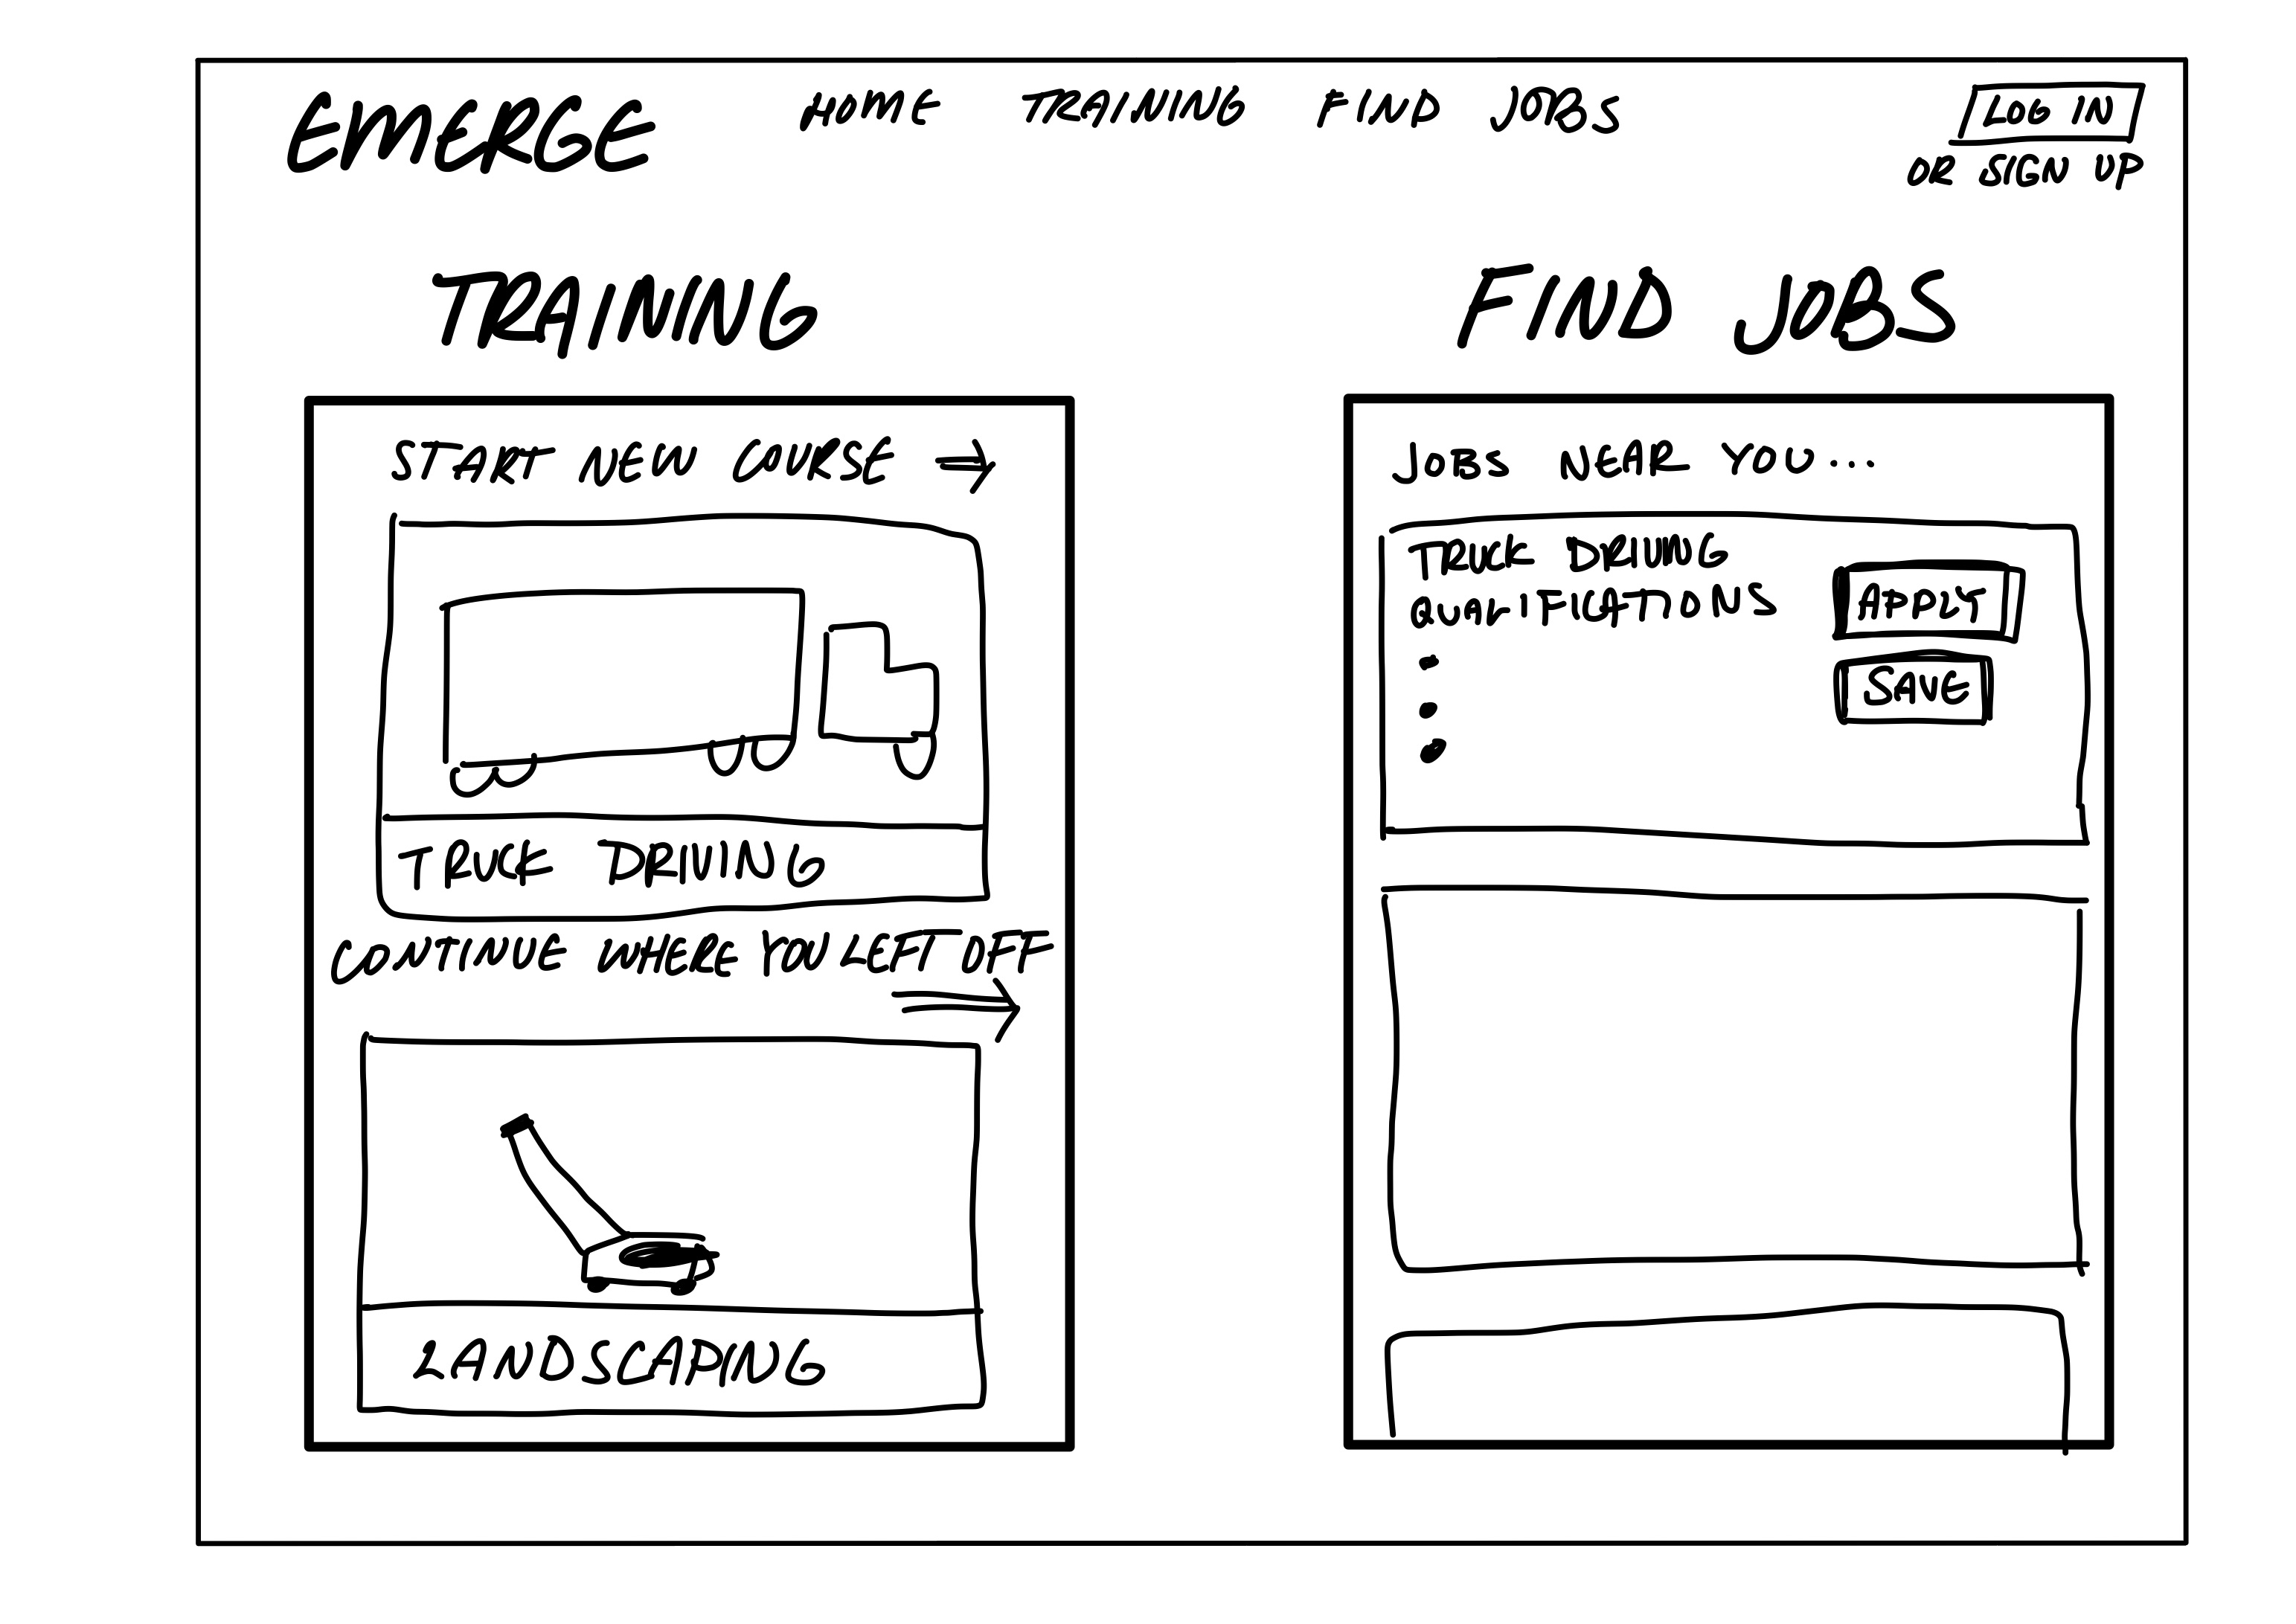 EMERGE
HOME TRAINING FIND JOBS
LOG IN
OR SIGN UP
TRAINING
START NEW COURSE →
TRUCK DRIVING
CONTINUE WHERE YOU LEFT OFF
→
LANDSCAPING
FIND JOBS
JOBS NEAR YOU...
TRUCK DRIVING
QUALIFICATIONS
•
•
•
APPLY
SAVE